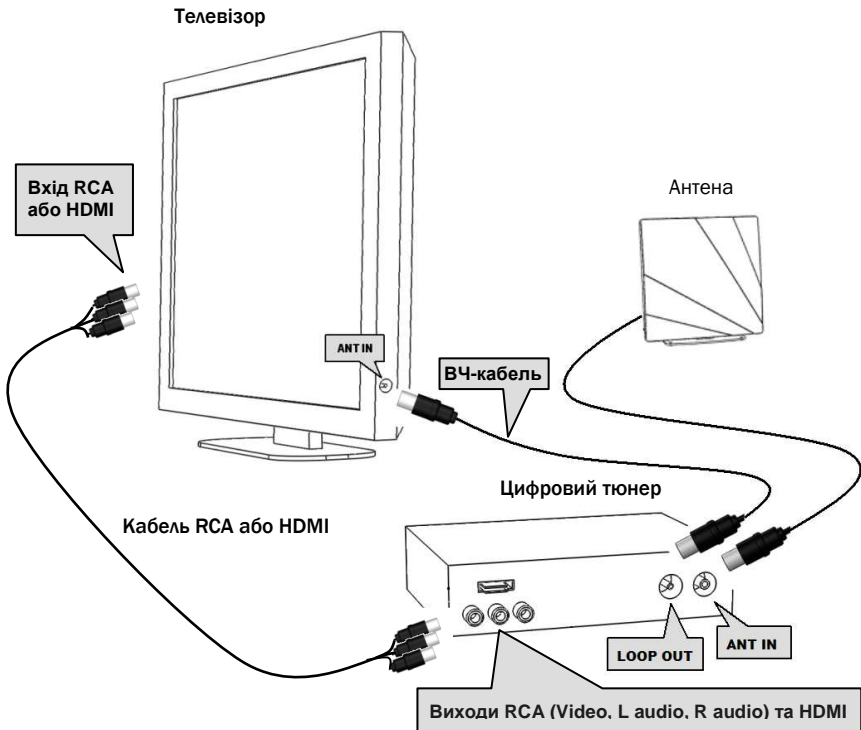 Телевізор
Вхід RCA
або HDMI
Антена
ANT IN
ВЧ-кабель
Цифровий тюнер
Кабель RCA або HDMI
LOOP OUT
ANT IN
Виходи RCA (Video, L audio, R audio) та HDMI